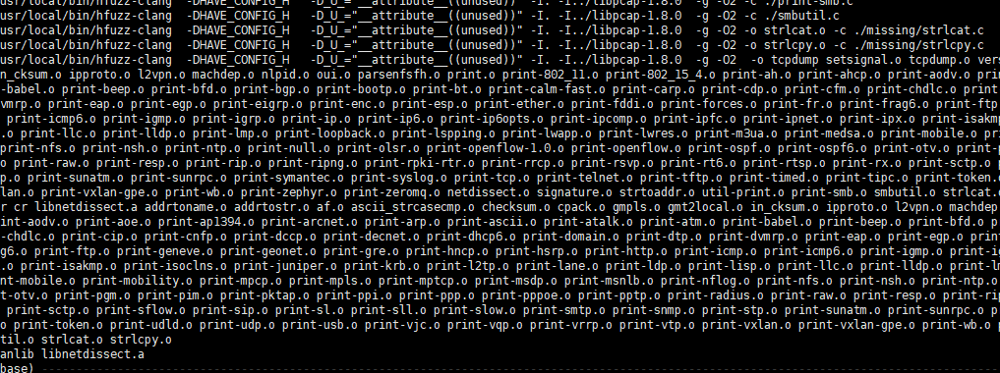 usr/local/bin/hfuzz-clang -DHAVE_CONFIG_H -D_U_="__attribute__((unused))" -I. -I../libpcap-1.8.0 -g -O2 -c ./print-smb.c
usr/local/bin/hfuzz-clang -DHAVE_CONFIG_H -D_U_="__attribute__((unused))" -I. -I../libpcap-1.8.0 -g -O2 -c ./smbutil.c
usr/local/bin/hfuzz-clang -DHAVE_CONFIG_H -D_U_="__attribute__((unused))" -I. -I../libpcap-1.8.0 -g -O2 -o strlcat.o -c ./missing/strlcat.c
usr/local/bin/hfuzz-clang -DHAVE_CONFIG_H -D_U_="__attribute__((unused))" -I. -I../libpcap-1.8.0 -g -O2 -o strlcpy.o -c ./missing/strlcpy.c
usr/local/bin/hfuzz-clang -DHAVE_CONFIG_H -D_U_="__attribute__((unused))" -I. -I../libpcap-1.8.0 -g -O2 -o tcpdump setsignal.o tcpdump.o vers
n_cksum.o ipproto.o l2vpn.o machdep.o nlpid.o oui.o parsenfsfh.o print.o print-802_11.o print-802_15_4.o print-ah.o print-ahcp.o print-aodv.o print-
-babel.o print-beep.o print-bfd.o print-bgp.o print-bootp.o print-bt.o print-calm-fast.o print-carp.o print-cdp.o print-cfm.o print-chdlc.o print-
vmrp.o print-eap.o print-egp.o print-eigrp.o print-enc.o print-esp.o print-ether.o print-fddi.o print-forces.o print-fr.o print-frag6.o print-ftp
 print-icmp6.o print-igmp.o print-igrp.o print-ip.o print-ip6.o print-ip6opts.o print-ipcomp.o print-ipfc.o print-ipnet.o print-ipx.o print-isakmp
.o print-llc.o print-lldp.o print-lmp.o print-loopback.o print-lspping.o print-lwapp.o print-lwres.o print-m3ua.o print-medsa.o print-mobile.o pri
print-nfs.o print-nsh.o print-ntp.o print-null.o print-olsr.o print-openflow-1.0.o print-openflow.o print-ospf.o print-ospf6.o print-otv.o print-p
 print-raw.o print-resp.o print-rip.o print-ripng.o print-rpki-rtr.o print-rrcp.o print-rsvp.o print-rt6.o print-rtsp.o print-rx.o print-sctp.o p
p.o print-sunatm.o print-sunrpc.o print-symantec.o print-syslog.o print-tcp.o print-telnet.o print-tftp.o print-timed.o print-tipc.o print-token.
lan.o print-vxlan-gpe.o print-wb.o print-zephyr.o print-zeromq.o netdissect.o signature.o strtoaddr.o util-print.o print-smb.o smbutil.o strlcat.o
r cr libnetdissect.a addrtoname.o addrtostr.o af.o ascii_strcasecmp.o checksum.o cpack.o gmpls.o gmt2local.o in_cksum.o ipproto.o l2vpn.o machdep
int-aodv.o print-aoe.o print-ap1394.o print-arcnet.o print-arp.o print-ascii.o print-atalk.o print-atm.o print-babel.o print-beep.o print-bfd.o p
-chdlc.o print-cip.o print-cnfp.o print-dccp.o print-decnet.o print-dhcp6.o print-domain.o print-dtp.o print-dvmrp.o print-eap.o print-egp.o print
g6.o print-ftp.o print-geneve.o print-geonet.o print-gre.o print-hncp.o print-hsrp.o print-http.o print-icmp.o print-icmp6.o print-igmp.o print-ig
.o print-isakmp.o print-isoclns.o print-juniper.o print-krb.o print-l2tp.o print-lane.o print-ldp.o print-lisp.o print-llc.o print-lldp.o print-lm
nt-mobile.o print-mobility.o print-mpcp.o print-mpls.o print-mptcp.o print-msdp.o print-msnlb.o print-nflog.o print-nfs.o print-nsh.o print-ntp.o
t-otv.o print-pgm.o print-pim.o print-pktap.o print-ppi.o print-ppp.o print-pppoe.o print-pptp.o print-radius.o print-raw.o print-resp.o print-rip
 print-sctp.o print-sflow.o print-sip.o print-sl.o print-sll.o print-slow.o print-smtp.o print-snmp.o print-stp.o print-sunatm.o print-sunrpc.o p
o print-token.o print-udld.o print-udp.o print-usb.o print-vjc.o print-vqp.o print-vrrp.o print-vtp.o print-vxlan.o print-vxlan-gpe.o print-wb.o p
til.o strlcat.o strlcpy.o
anlib libnetdissect.a
base)